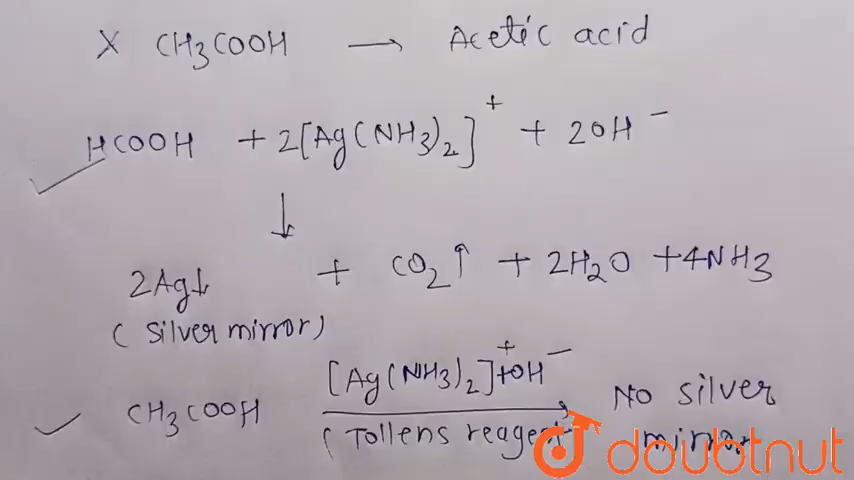 X CH3COOH → Acetic acid
HCOOH + 2[Ag(NH3)2]+ + 2OH−
↓
2Ag↓ + CO2↑ + 2H2O + 4NH3
(Silver mirror)
CH3COOH [Ag(NH3)2]+ + OH− → No silver
(Tollens reagent mirror
doubtnut